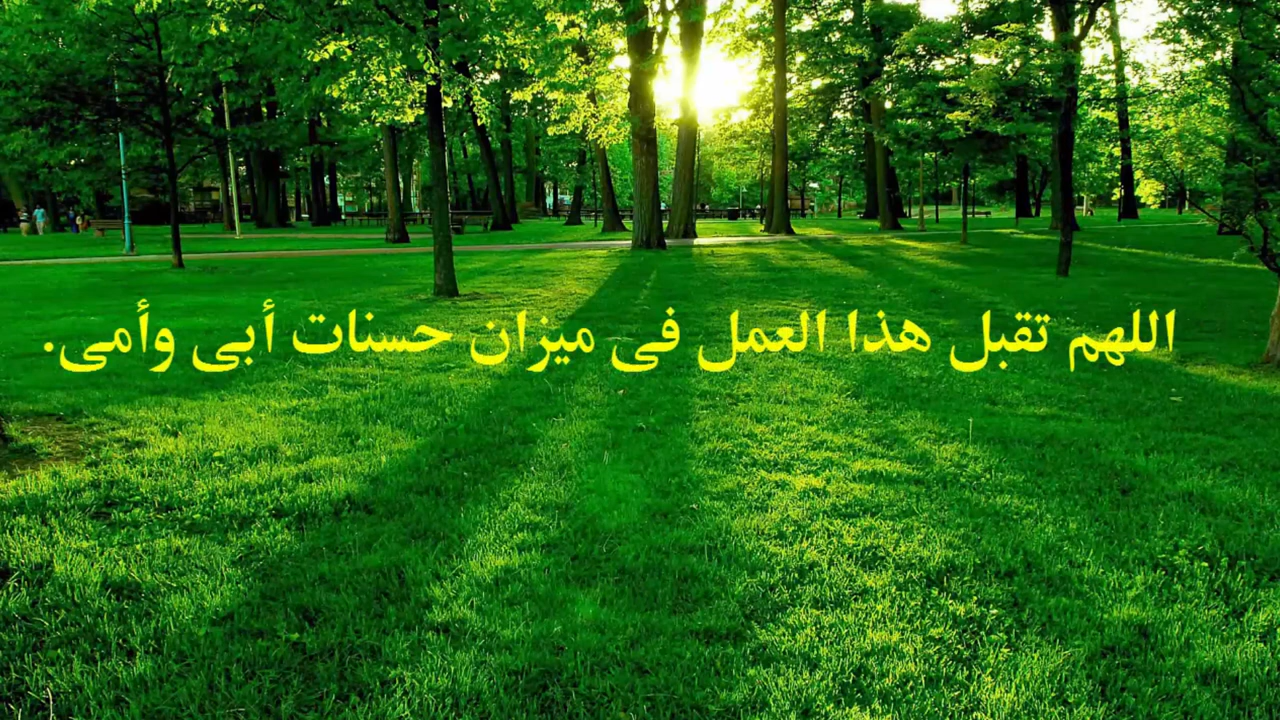 اللهم تقبل هذا العمل فى ميزان حسنات أبى وأمى.